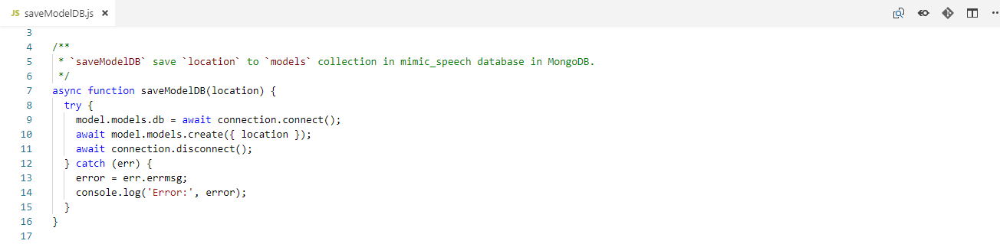 JS saveModelDB.js ×
3
4 /**
5  * `saveModelDB` save `location` to `models` collection in mimic_speech database in MongoDB.
6  */
7 async function saveModelDB(location) {
8   try {
9     model.models.db = await connection.connect();
10     await model.models.create({ location });
11     await connection.disconnect();
12   } catch (err) {
13     error = err.errmsg;
14     console.log('Error:', error);
15   }
16 }
17